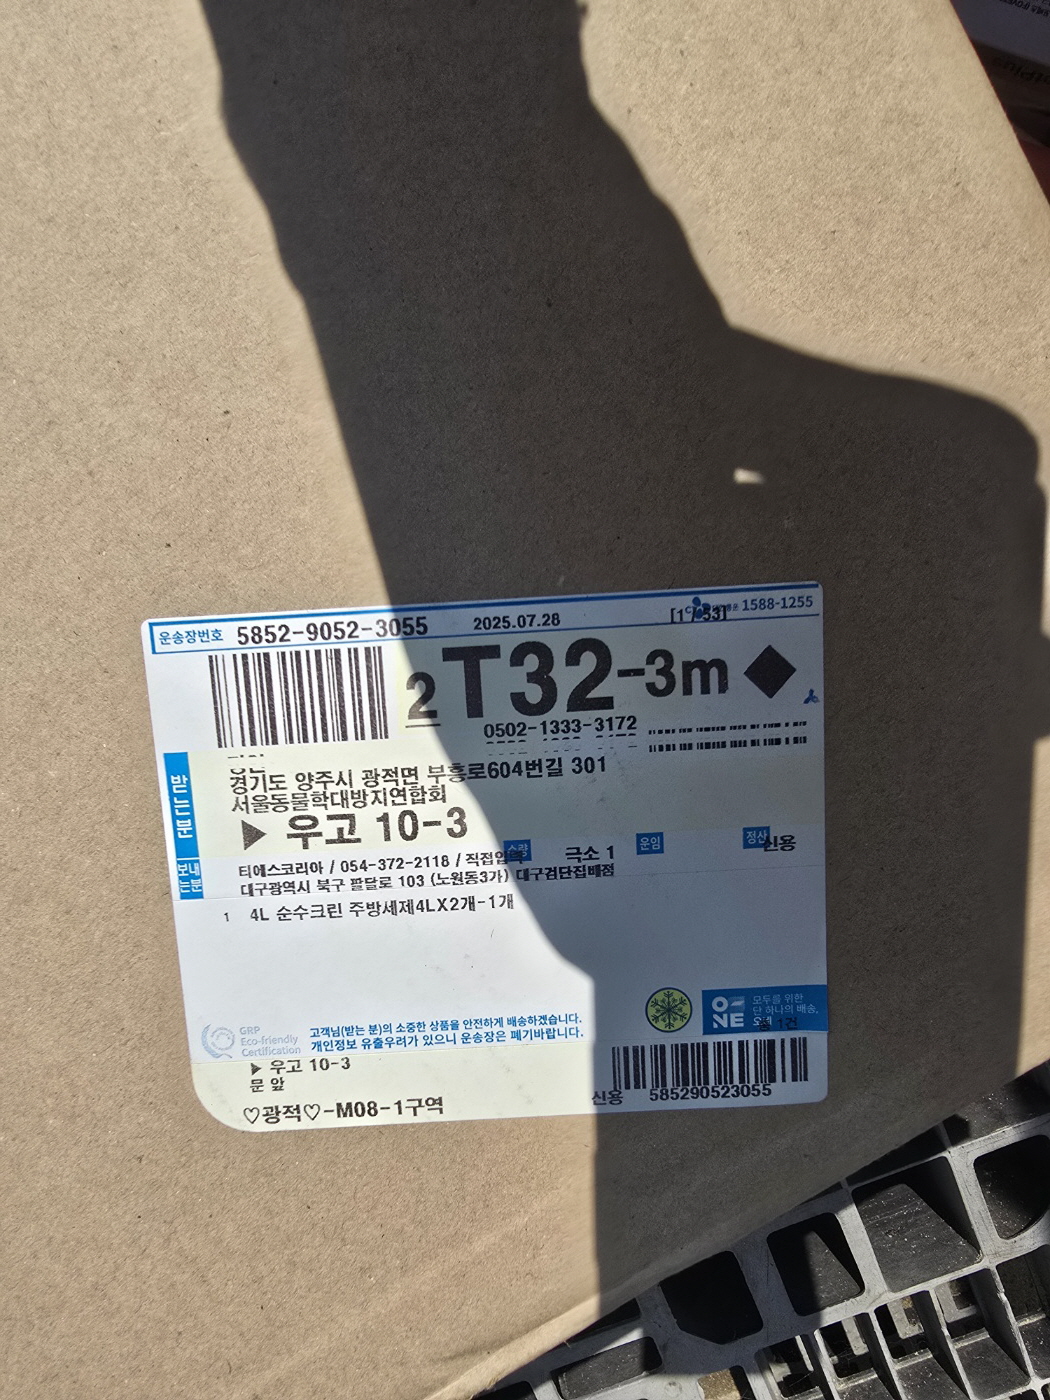 운송장번호 5852-9052-3055 2025.07.28 [1 / 53] 1588-1255
2 T32-3m
0502-1333-3172
받는분
경기도 양주시 광적면 부흥로604번길 301
서울동물학대방지연합회
▶ 우고 10-3
수량 극소 1 운임 정산 신용
보내는분
티에스코리아 / 054-372-2118 / 직접입력
대구광역시 북구 팔달로 103 (노원동3가) 대구검단집배점
1 4L 순수크린 주방세제4LX2개-1개
GRP
Eco-friendly
Certification
고객님(받는 분)의 소중한 상품을 안전하게 배송하겠습니다.
개인정보 유출우려가 있으니 운송장은 폐기바랍니다.
O-NE
모두를 위한
단 하나의 배송,
1건
▶ 우고 10-3
문 앞
♡광적♡-M08-1구역
신용 585290523055